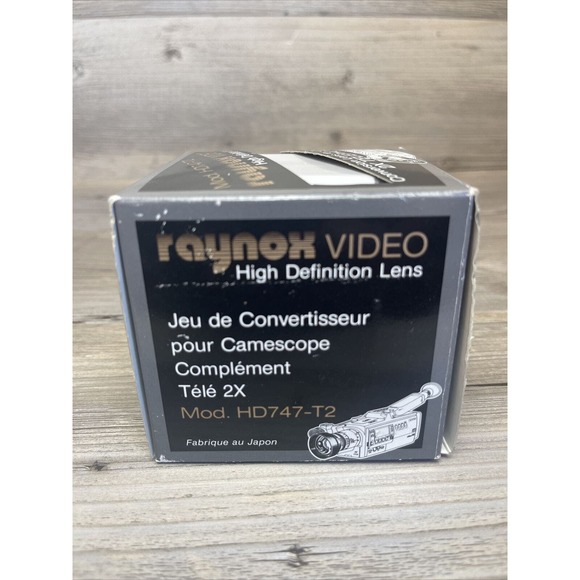 raynox VIDEO
High Definition Lens
Jeu de Convertisseur
pour Camescope
Complément
Télé 2X
Mod. HD747-T2
Fabrique au Japon